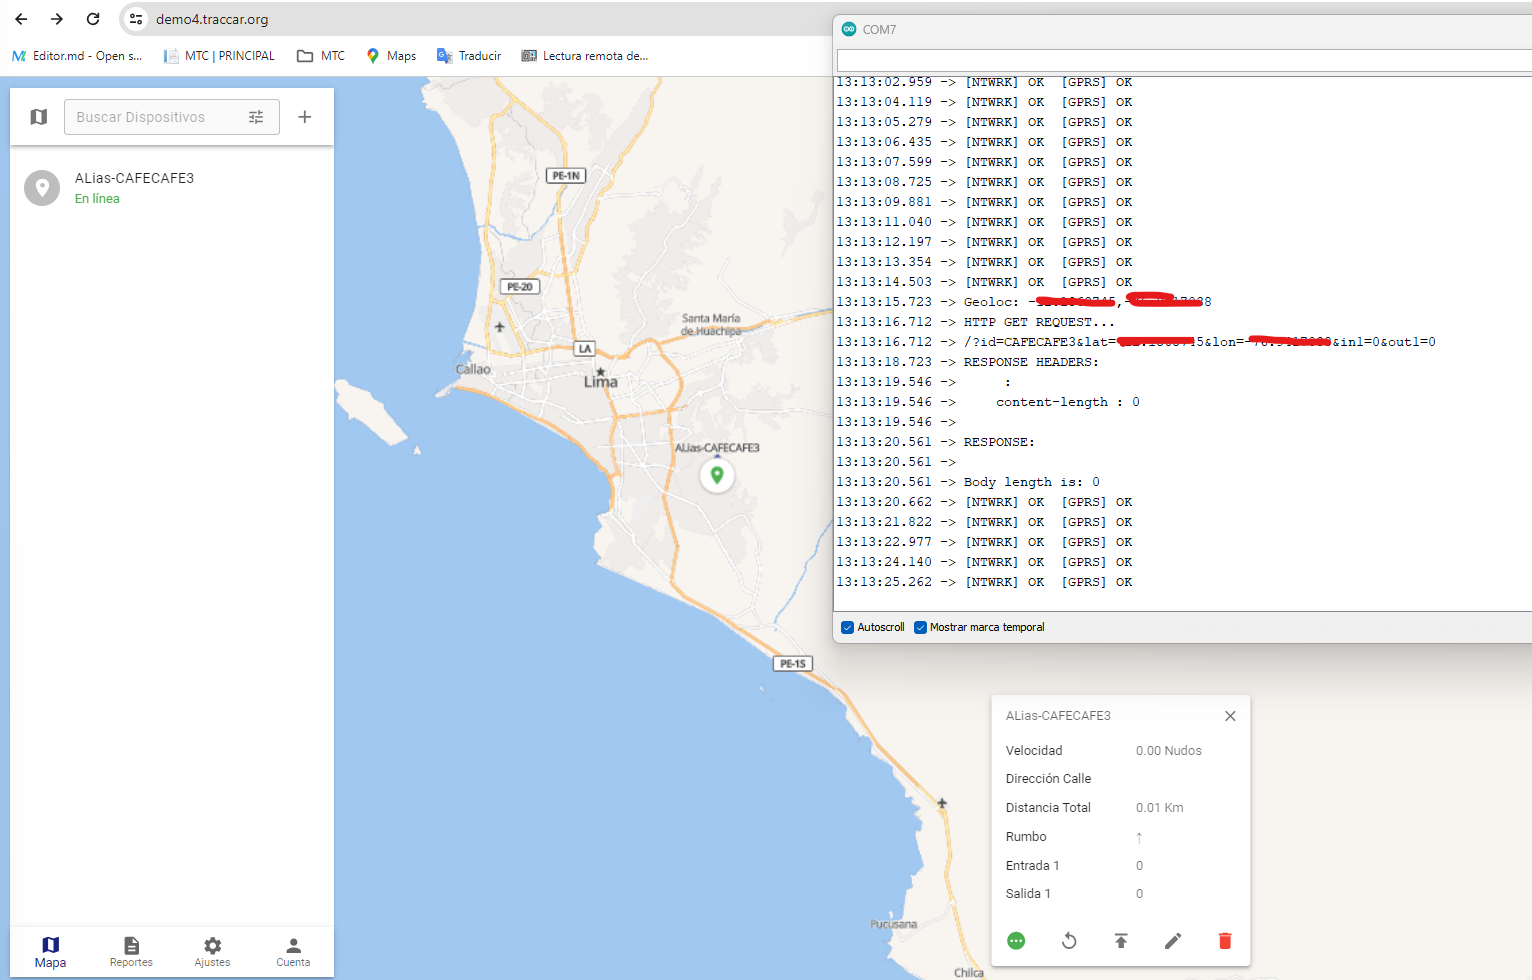 demo4.traccar.org
Editor.md - Open s...
MTC | PRINCIPAL
MTC
Maps
Traducir
Lectura remota de...
Buscar Dispositivos
ALias-CAFECAFE3
En línea
PE-1N
PE-20
Santa María
de Huachipa
LA
Callao
Lima
ALias-CAFECAFE3
PE-1S
Pucusana
Chilca
Mapa
Reportes
Ajustes
Cuenta
COM7
13:13:02.959 -> [NTWRK] OK [GPRS] OK
13:13:04.119 -> [NTWRK] OK [GPRS] OK
13:13:05.279 -> [NTWRK] OK [GPRS] OK
13:13:06.435 -> [NTWRK] OK [GPRS] OK
13:13:07.599 -> [NTWRK] OK [GPRS] OK
13:13:08.725 -> [NTWRK] OK [GPRS] OK
13:13:09.881 -> [NTWRK] OK [GPRS] OK
13:13:11.040 -> [NTWRK] OK [GPRS] OK
13:13:12.197 -> [NTWRK] OK [GPRS] OK
13:13:13.354 -> [NTWRK] OK [GPRS] OK
13:13:14.503 -> [NTWRK] OK [GPRS] OK
13:13:15.723 -> Geoloc:
13:13:16.712 -> HTTP GET REQUEST...
13:13:16.712 -> /?id=CAFECAFE3&lat= &lon= &in1=0&out1=0
13:13:18.723 -> RESPONSE HEADERS:
13:13:19.546 -> :
13:13:19.546 -> content-length : 0
13:13:19.546 ->
13:13:20.561 -> RESPONSE:
13:13:20.561 ->
13:13:20.561 -> Body length is: 0
13:13:20.662 -> [NTWRK] OK [GPRS] OK
13:13:21.822 -> [NTWRK] OK [GPRS] OK
13:13:22.977 -> [NTWRK] OK [GPRS] OK
13:13:24.140 -> [NTWRK] OK [GPRS] OK
13:13:25.262 -> [NTWRK] OK [GPRS] OK
Autoscroll
Mostrar marca temporal
ALias-CAFECAFE3
Velocidad 0.00 Nudos
Dirección Calle
Distancia Total 0.01 Km
Rumbo ↑
Entrada 1 0
Salida 1 0